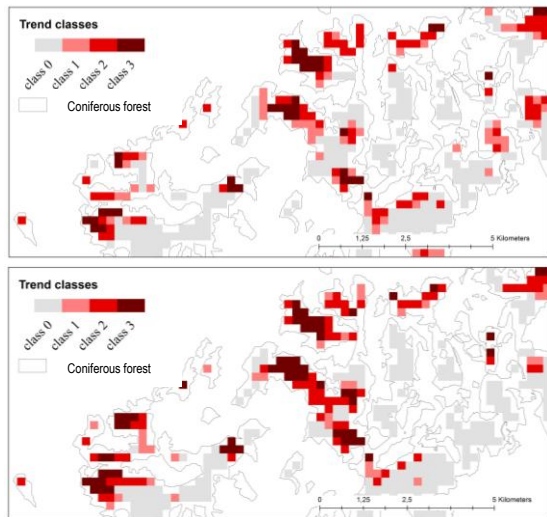 Trend classes
class 0 class 1 class 2 class 3
Coniferous forest
0 1,25 2,5 5 Kilometers
Trend classes
class 0 class 1 class 2 class 3
Coniferous forest
0 1,25 2,5 5 Kilometers